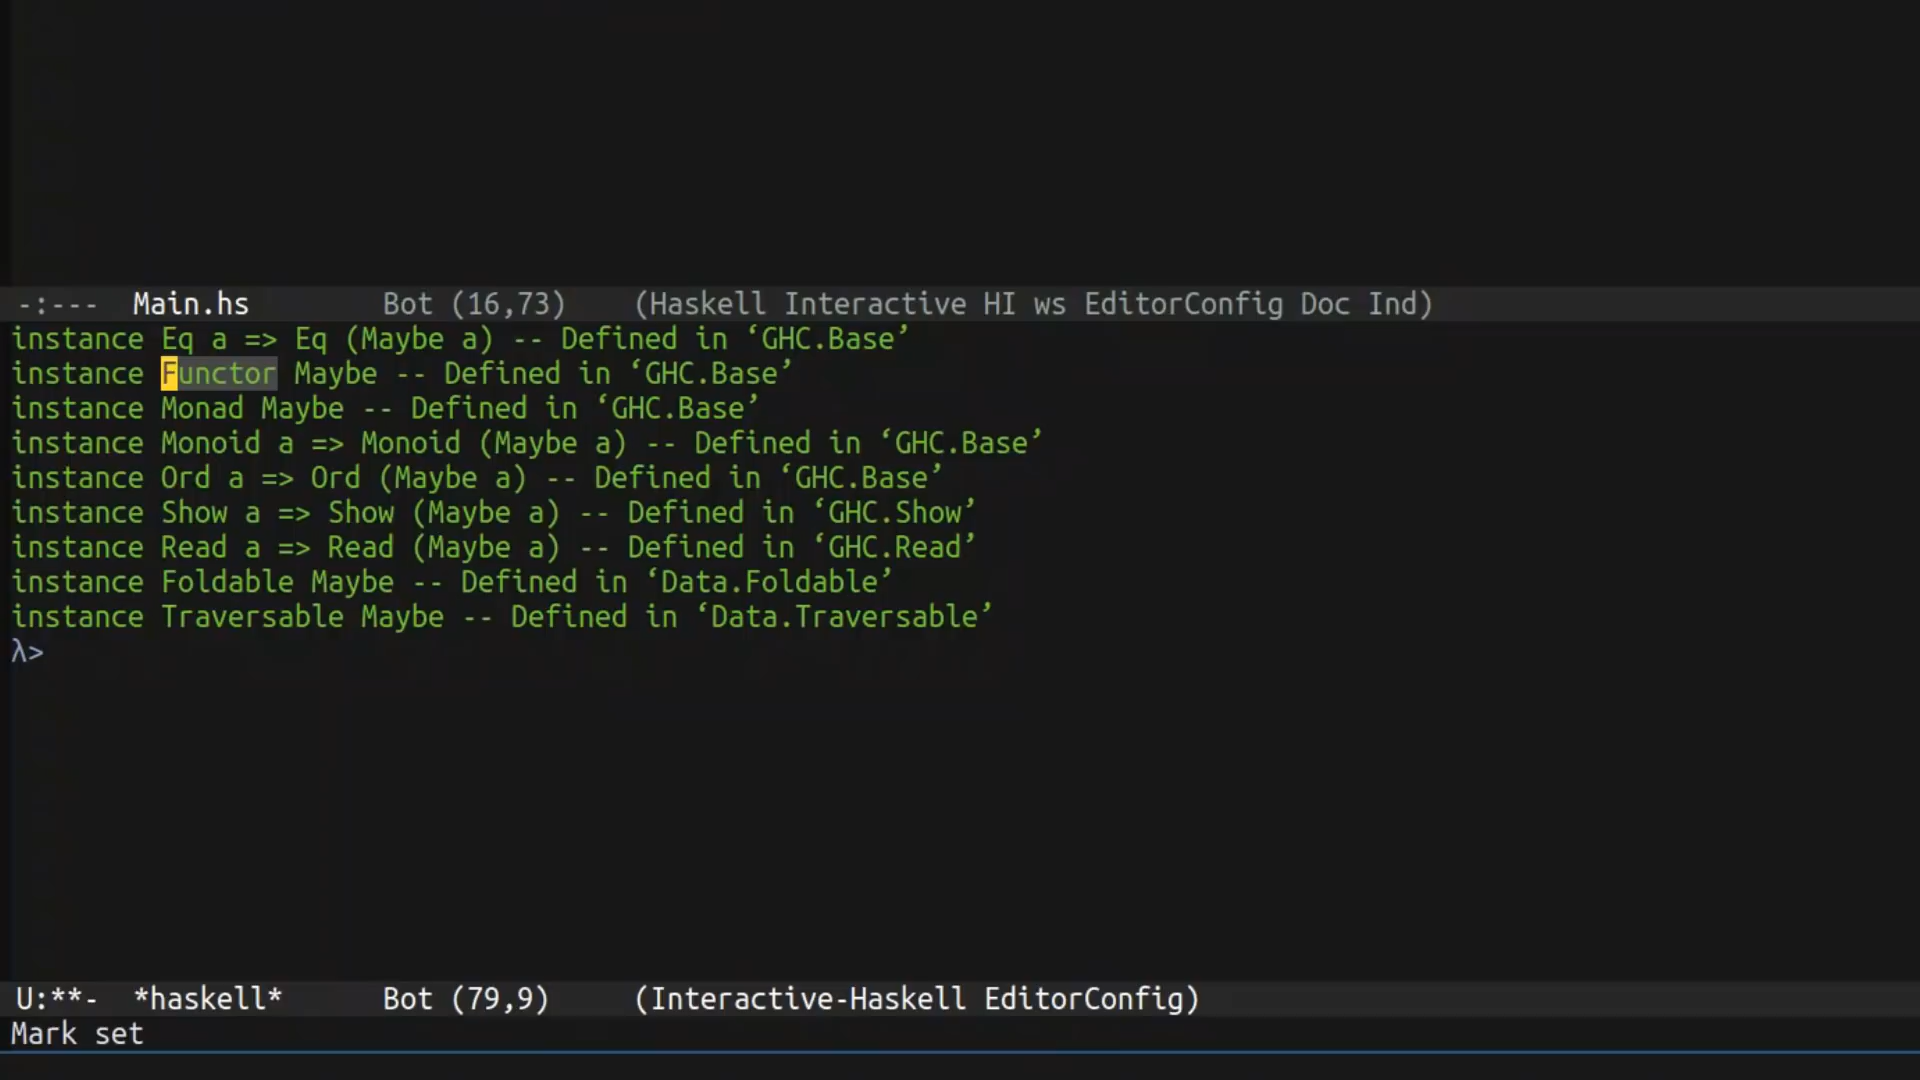 -:---  Main.hs        Bot (16,73)    (Haskell Interactive HI ws EditorConfig Doc Ind)
instance Eq a => Eq (Maybe a) -- Defined in ‘GHC.Base’
instance Functor Maybe -- Defined in ‘GHC.Base’
instance Monad Maybe -- Defined in ‘GHC.Base’
instance Monoid a => Monoid (Maybe a) -- Defined in ‘GHC.Base’
instance Ord a => Ord (Maybe a) -- Defined in ‘GHC.Base’
instance Show a => Show (Maybe a) -- Defined in ‘GHC.Show’
instance Read a => Read (Maybe a) -- Defined in ‘GHC.Read’
instance Foldable Maybe -- Defined in ‘Data.Foldable’
instance Traversable Maybe -- Defined in ‘Data.Traversable’
λ>
U:**-  *haskell*      Bot (79,9)     (Interactive-Haskell EditorConfig)
Mark set